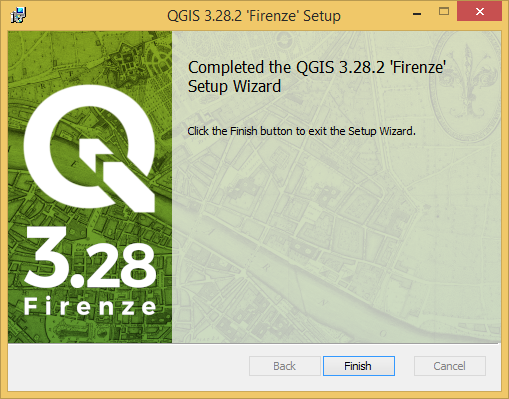 QGIS 3.28.2 'Firenze' Setup
Completed the QGIS 3.28.2 'Firenze'
Setup Wizard
Click the Finish button to exit the Setup Wizard.
3.28
Firenze
Back
Finish
Cancel